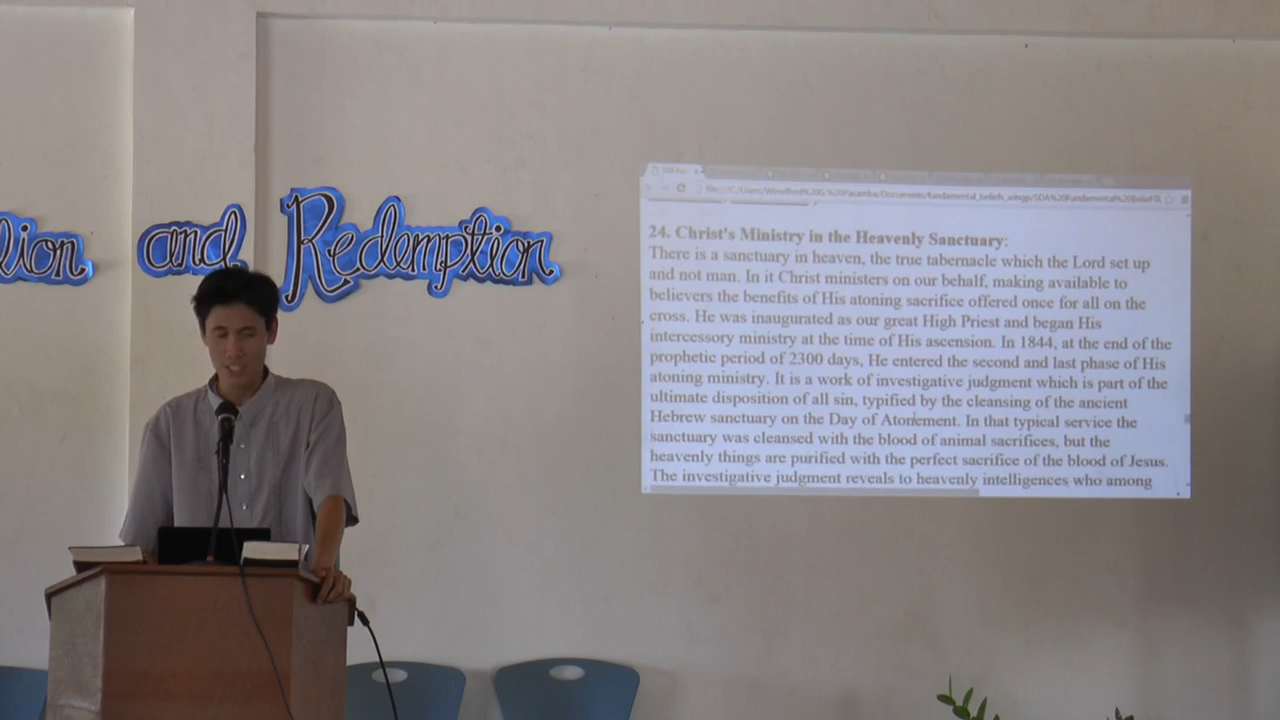 tion and Redemption
24. Christ's Ministry in the Heavenly Sanctuary:
There is a sanctuary in heaven, the true tabernacle which the Lord set up
and not man. In it Christ ministers on our behalf, making available to
believers the benefits of His atoning sacrifice offered once for all on the
cross. He was inaugurated as our great High Priest and began His
intercessory ministry at the time of His ascension. In 1844, at the end of the
prophetic period of 2300 days, He entered the second and last phase of His
atoning ministry. It is a work of investigative judgment which is part of the
ultimate disposition of all sin, typified by the cleansing of the ancient
Hebrew sanctuary on the Day of Atonement. In that typical service the
sanctuary was cleansed with the blood of animal sacrifices, but the
heavenly things are purified with the perfect sacrifice of the blood of Jesus.
The investigative judgment reveals to heavenly intelligences who among